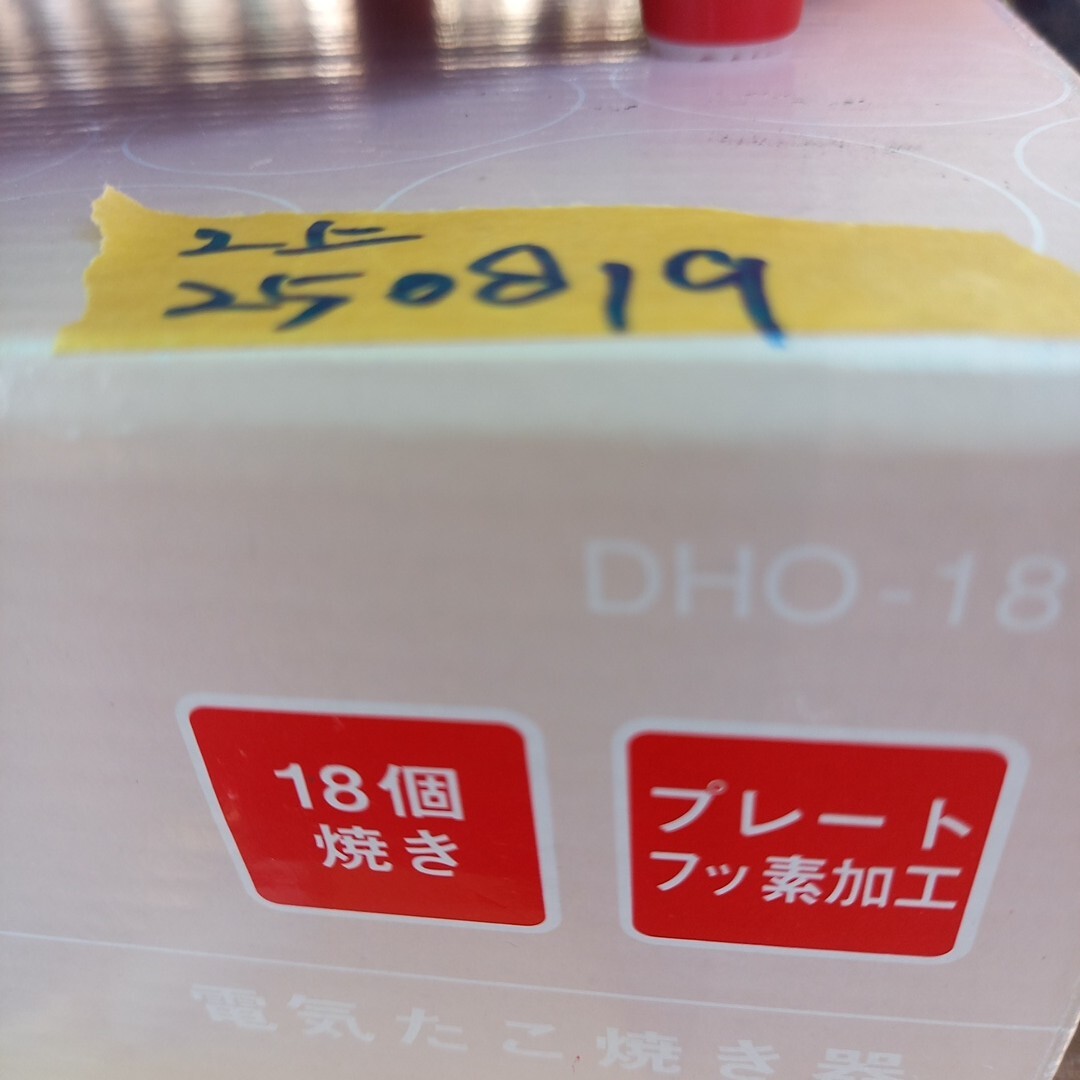 250819
DHO-18
18個
焼き
プレート
フッ素加工
電気たこ焼き器